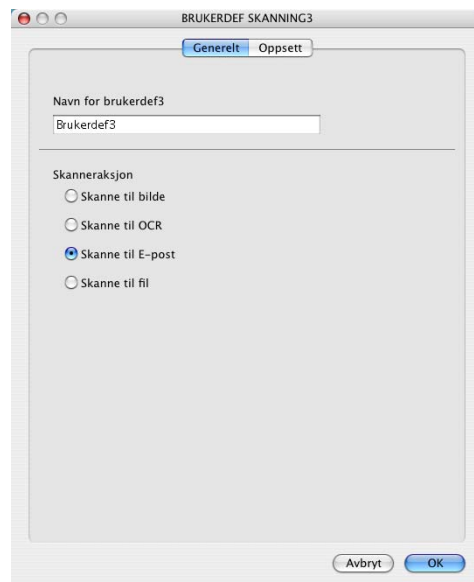 BRUKERDEF SKANNING3
Generelt Oppsett
Navn for brukerdef3
Brukerdef3
Skanneraksjon
Skanne til bilde
Skanne til OCR
Skanne til E-post
Skanne til fil
Avbryt OK